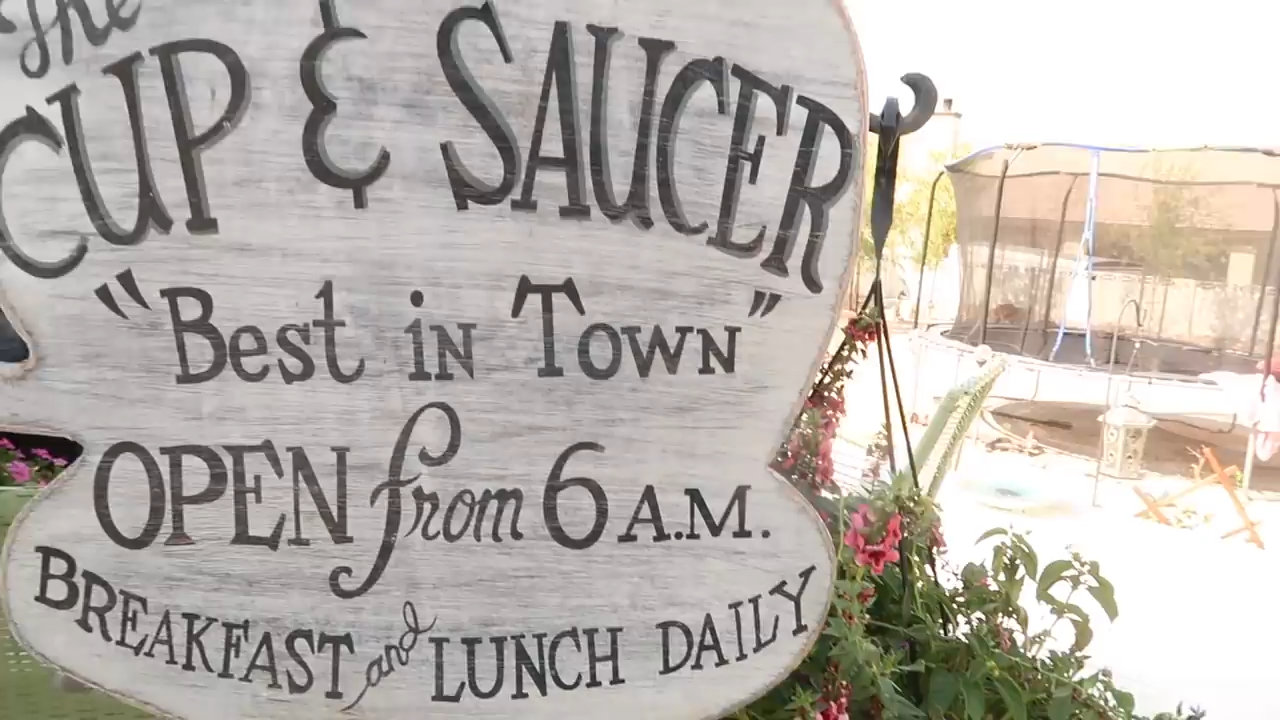 The
CUP & SAUCER
"Best in Town"
OPEN from 6 A.M.
BREAKFAST and LUNCH DAILY